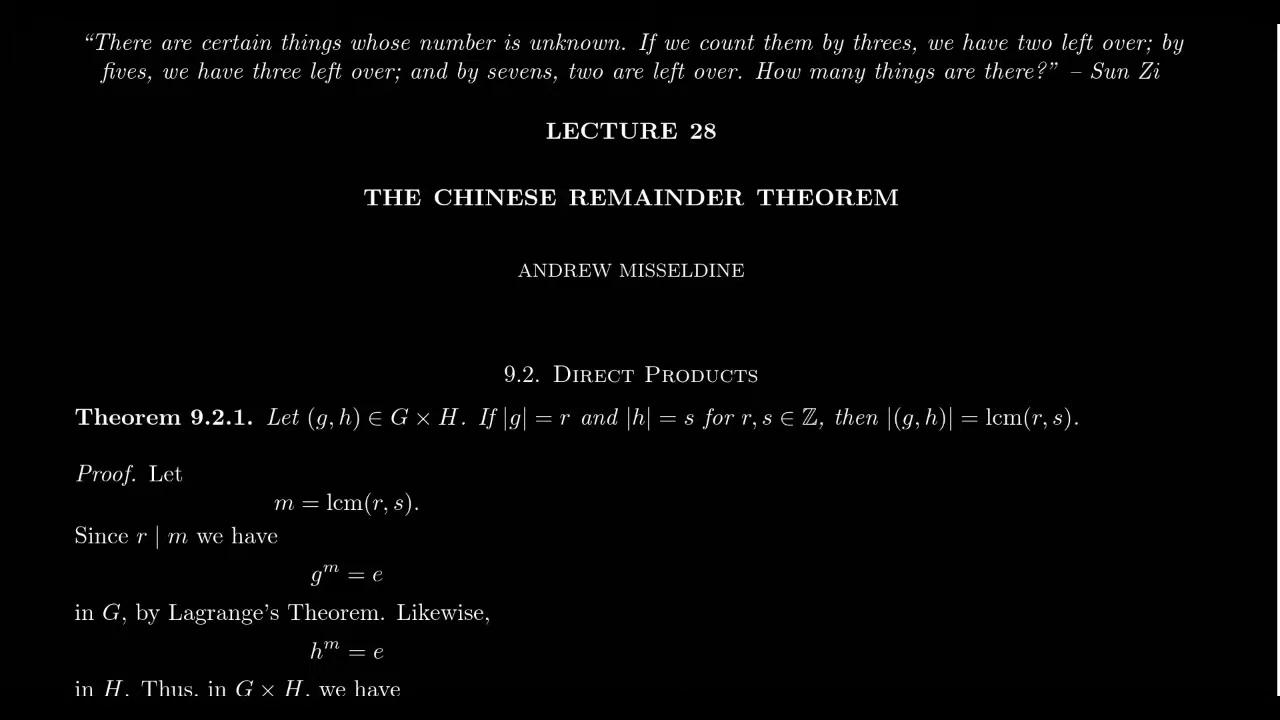 “There are certain things whose number is unknown. If we count them by threes, we have two left over; by
fives, we have three left over; and by sevens, two are left over. How many things are there?” – Sun Zi
LECTURE 28
THE CHINESE REMAINDER THEOREM
ANDREW MISSELDINE
9.2. Direct Products
Theorem 9.2.1. Let (g, h) ∈ G × H. If |g| = r and |h| = s for r, s ∈ ℤ, then |(g, h)| = lcm(r, s).
Proof. Let
m = lcm(r, s).
Since r | m we have
gᵐ = e
in G, by Lagrange’s Theorem. Likewise,
hᵐ = e
in H. Thus, in G × H, we have